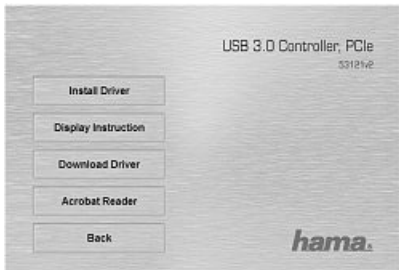 USB 3.0 Controller, PCIe
53121v2
Install Driver
Display Instruction
Download Driver
Acrobat Reader
Back
hama.